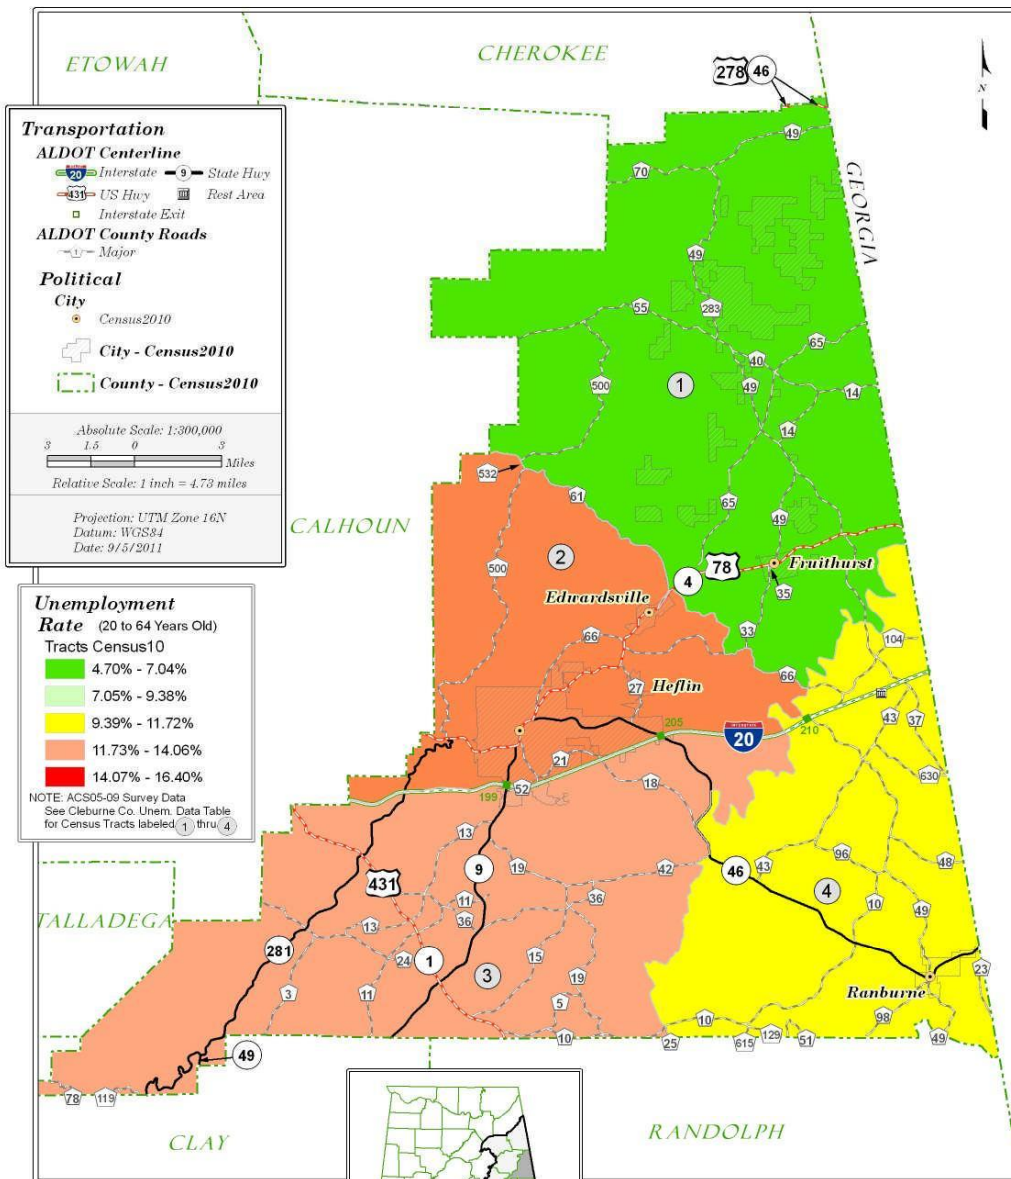 ETOWAH
CHEROKEE
278
46
N
Transportation
ALDOT Centerline
20 Interstate 9 State Hwy
431 US Hwy Rest Area
Interstate Exit
ALDOT County Roads
1 Major
Political
City
Census2010
City - Census2010
County - Census2010
Absolute Scale: 1:300,000
3 1.5 0 3
Miles
Relative Scale: 1 inch = 4.73 miles
Projection: UTM Zone 16N
Datum: WGS84
Date: 9/5/2011
Unemployment
Rate (20 to 64 Years Old)
Tracts Census10
4.70% - 7.04%
7.05% - 9.38%
9.39% - 11.72%
11.73% - 14.06%
14.07% - 16.40%
NOTE: ACS05-09 Survey Data
See Cleburne Co. Unem. Data Table
for Census Tracts labeled 1 thru 4
GEORGIA
49
70
49
283
55
65
40
500
1
49
14
14
532
61
65
49
CALHOUN
2
500
78
4
Fruithurst
35
Edwardsville
33
66
104
66
27
Heflin
43
37
205
INTERSTATE
20
210
21
630
18
199
52
13
9
19
42
43
96
48
46
431
4
11
36
36
10
49
TALLADEGA
13
281
24
1
15
3
19
23
3
11
Ranburne
5
10
98
10
25
615
129
51
49
49
78
119
CLAY
RANDOLPH